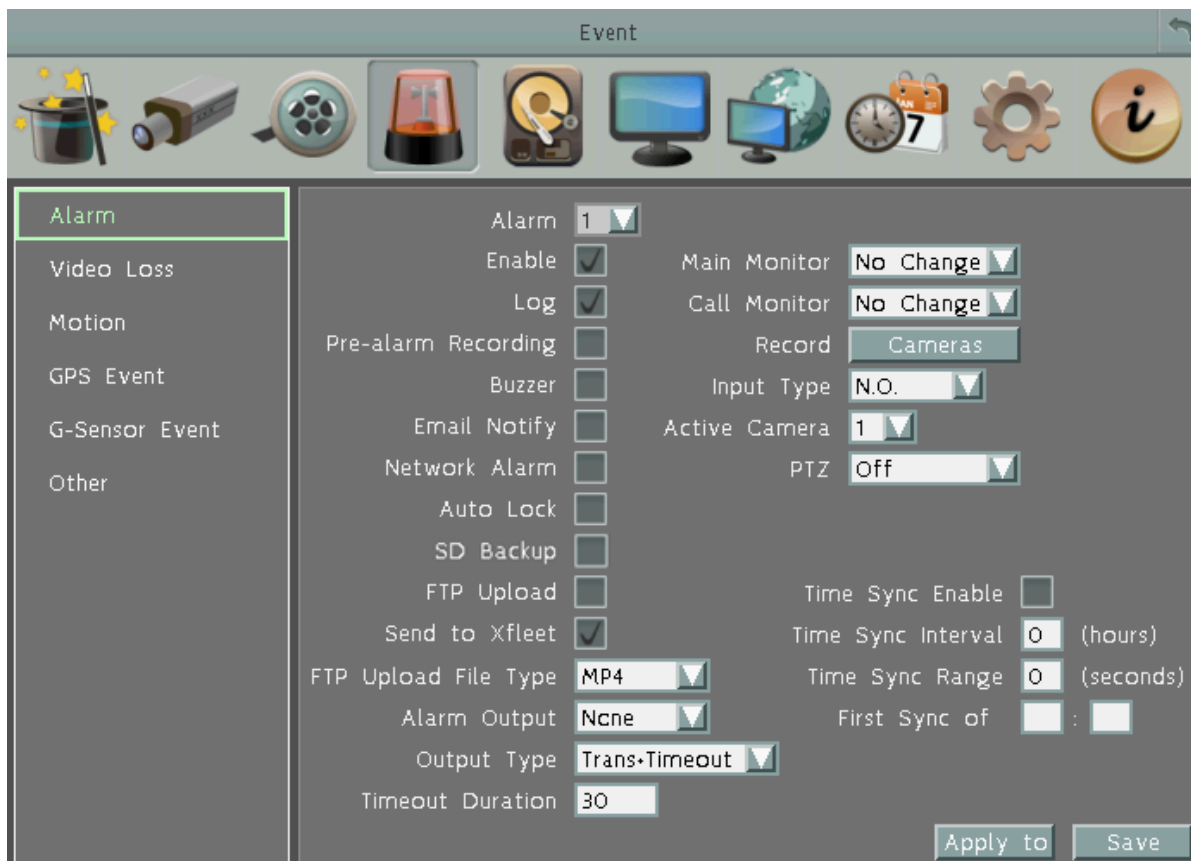 Event
JAN
7
i
Alarm
Video Loss
Motion
GPS Event
G-Sensor Event
Other
Alarm 1
Enable
Log
Pre-alarm Recording
Buzzer
Email Notify
Network Alarm
Auto Lock
SD Backup
FTP Upload
Send to Xfleet
FTP Upload File Type MP4
Alarm Output None
Output Type Trans+Timeout
Timeout Duration 30
Main Monitor No Change
Call Monitor No Change
Record Cameras
Input Type N.O.
Active Camera 1
PTZ Off
Time Sync Enable
Time Sync Interval 0 (hours)
Time Sync Range 0 (seconds)
First Sync of :
Apply to Save